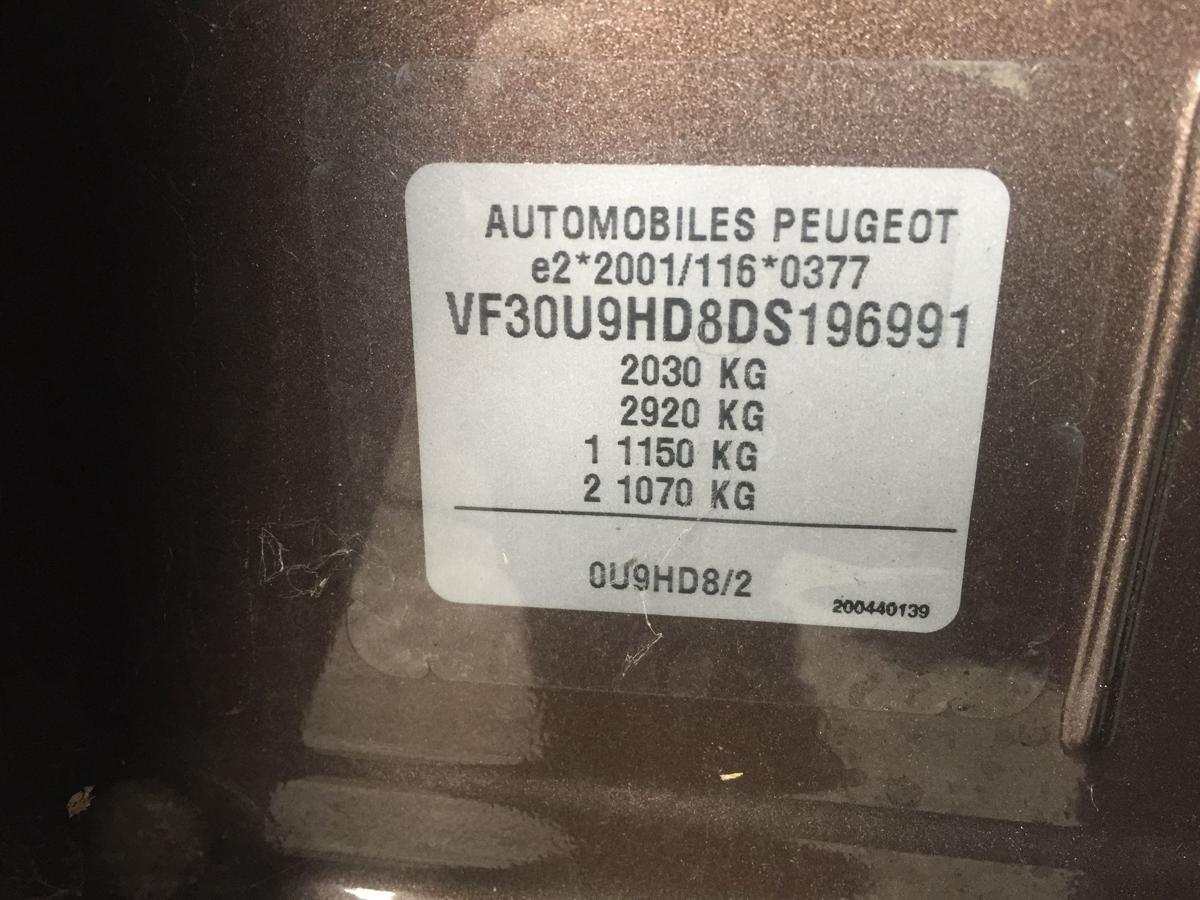 AUTOMOBILES PEUGEOT
e2*2001/116*0377
VF30U9HD8DS196991
2030 KG
2920 KG
1 1150 KG
2 1070 KG
0U9HD8/2
200440139